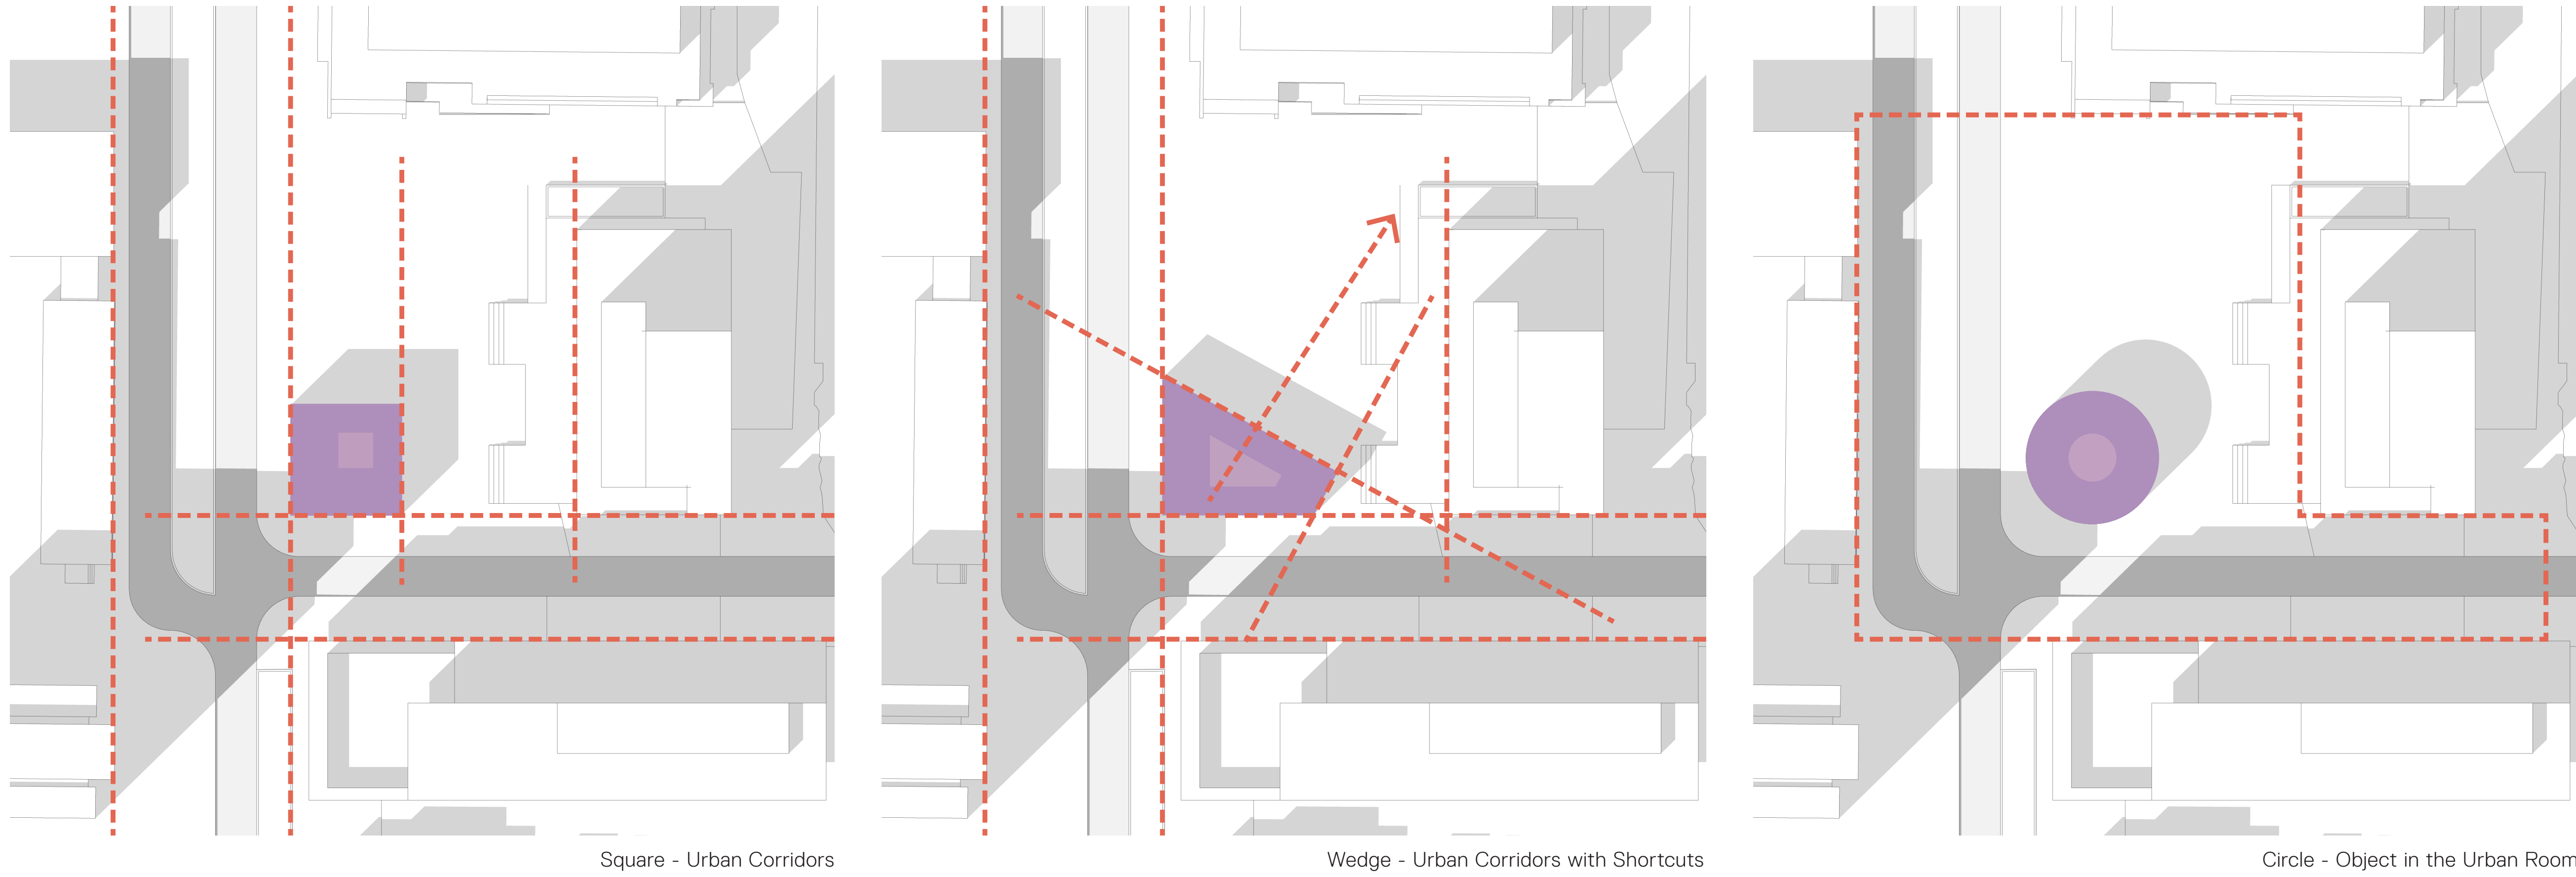 Square - Urban Corridors
Wedge - Urban Corridors with Shortcuts
Circle - Object in the Urban Room